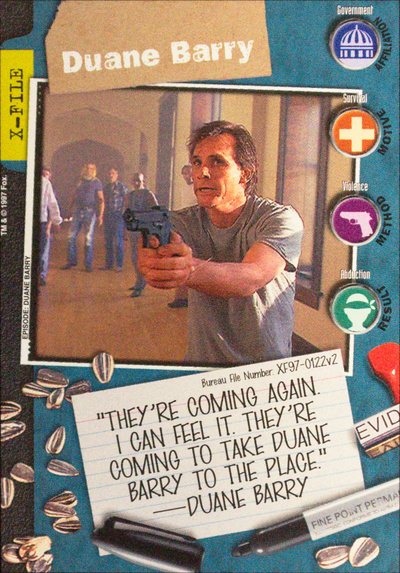 Duane Barry
X-FILE
TM & © 1997 Fox.
EPISODE: DUANE BARRY
Government
AFFILIATION
Survival
MOTIVE
Violence
METHOD
Abduction
RESULT
Bureau File Number: XF97-0122v2
"THEY'RE COMING AGAIN.
I CAN FEEL IT. THEY'RE
COMING TO TAKE DUANE
BARRY TO THE PLACE."
—DUANE BARRY
EVID
FINE POINT PERMA